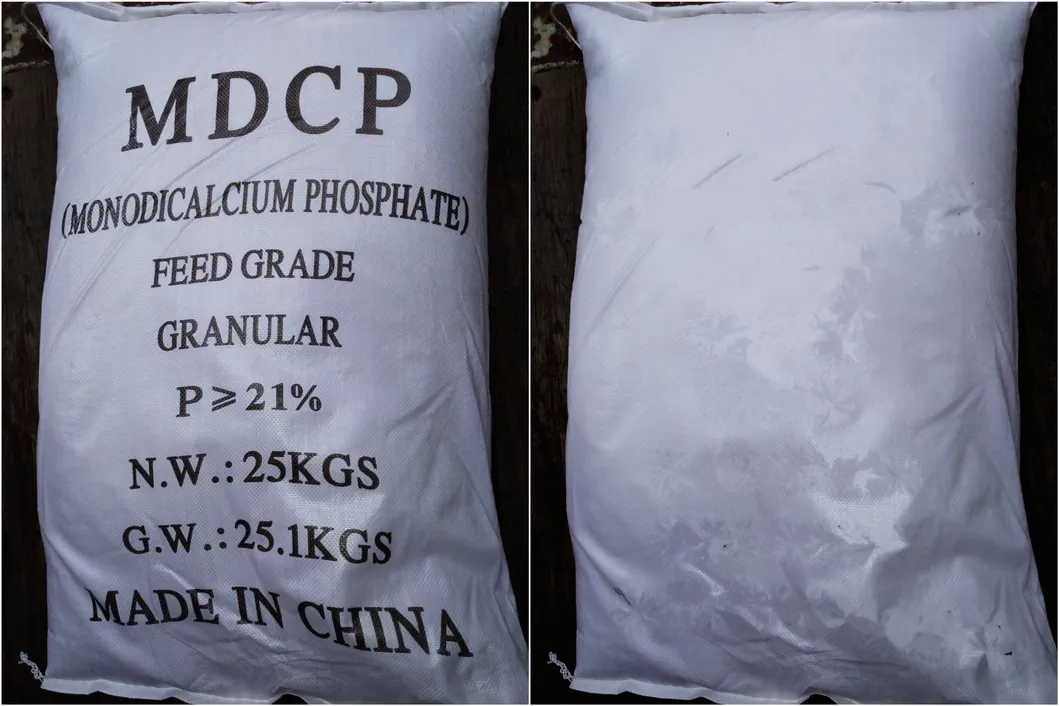 MDCP
(MONODICALCIUM PHOSPHATE)
FEED GRADE
GRANULAR
P⩾21%
N.W.:25KGS
G.W.:25.1KGS
MADE IN CHINA